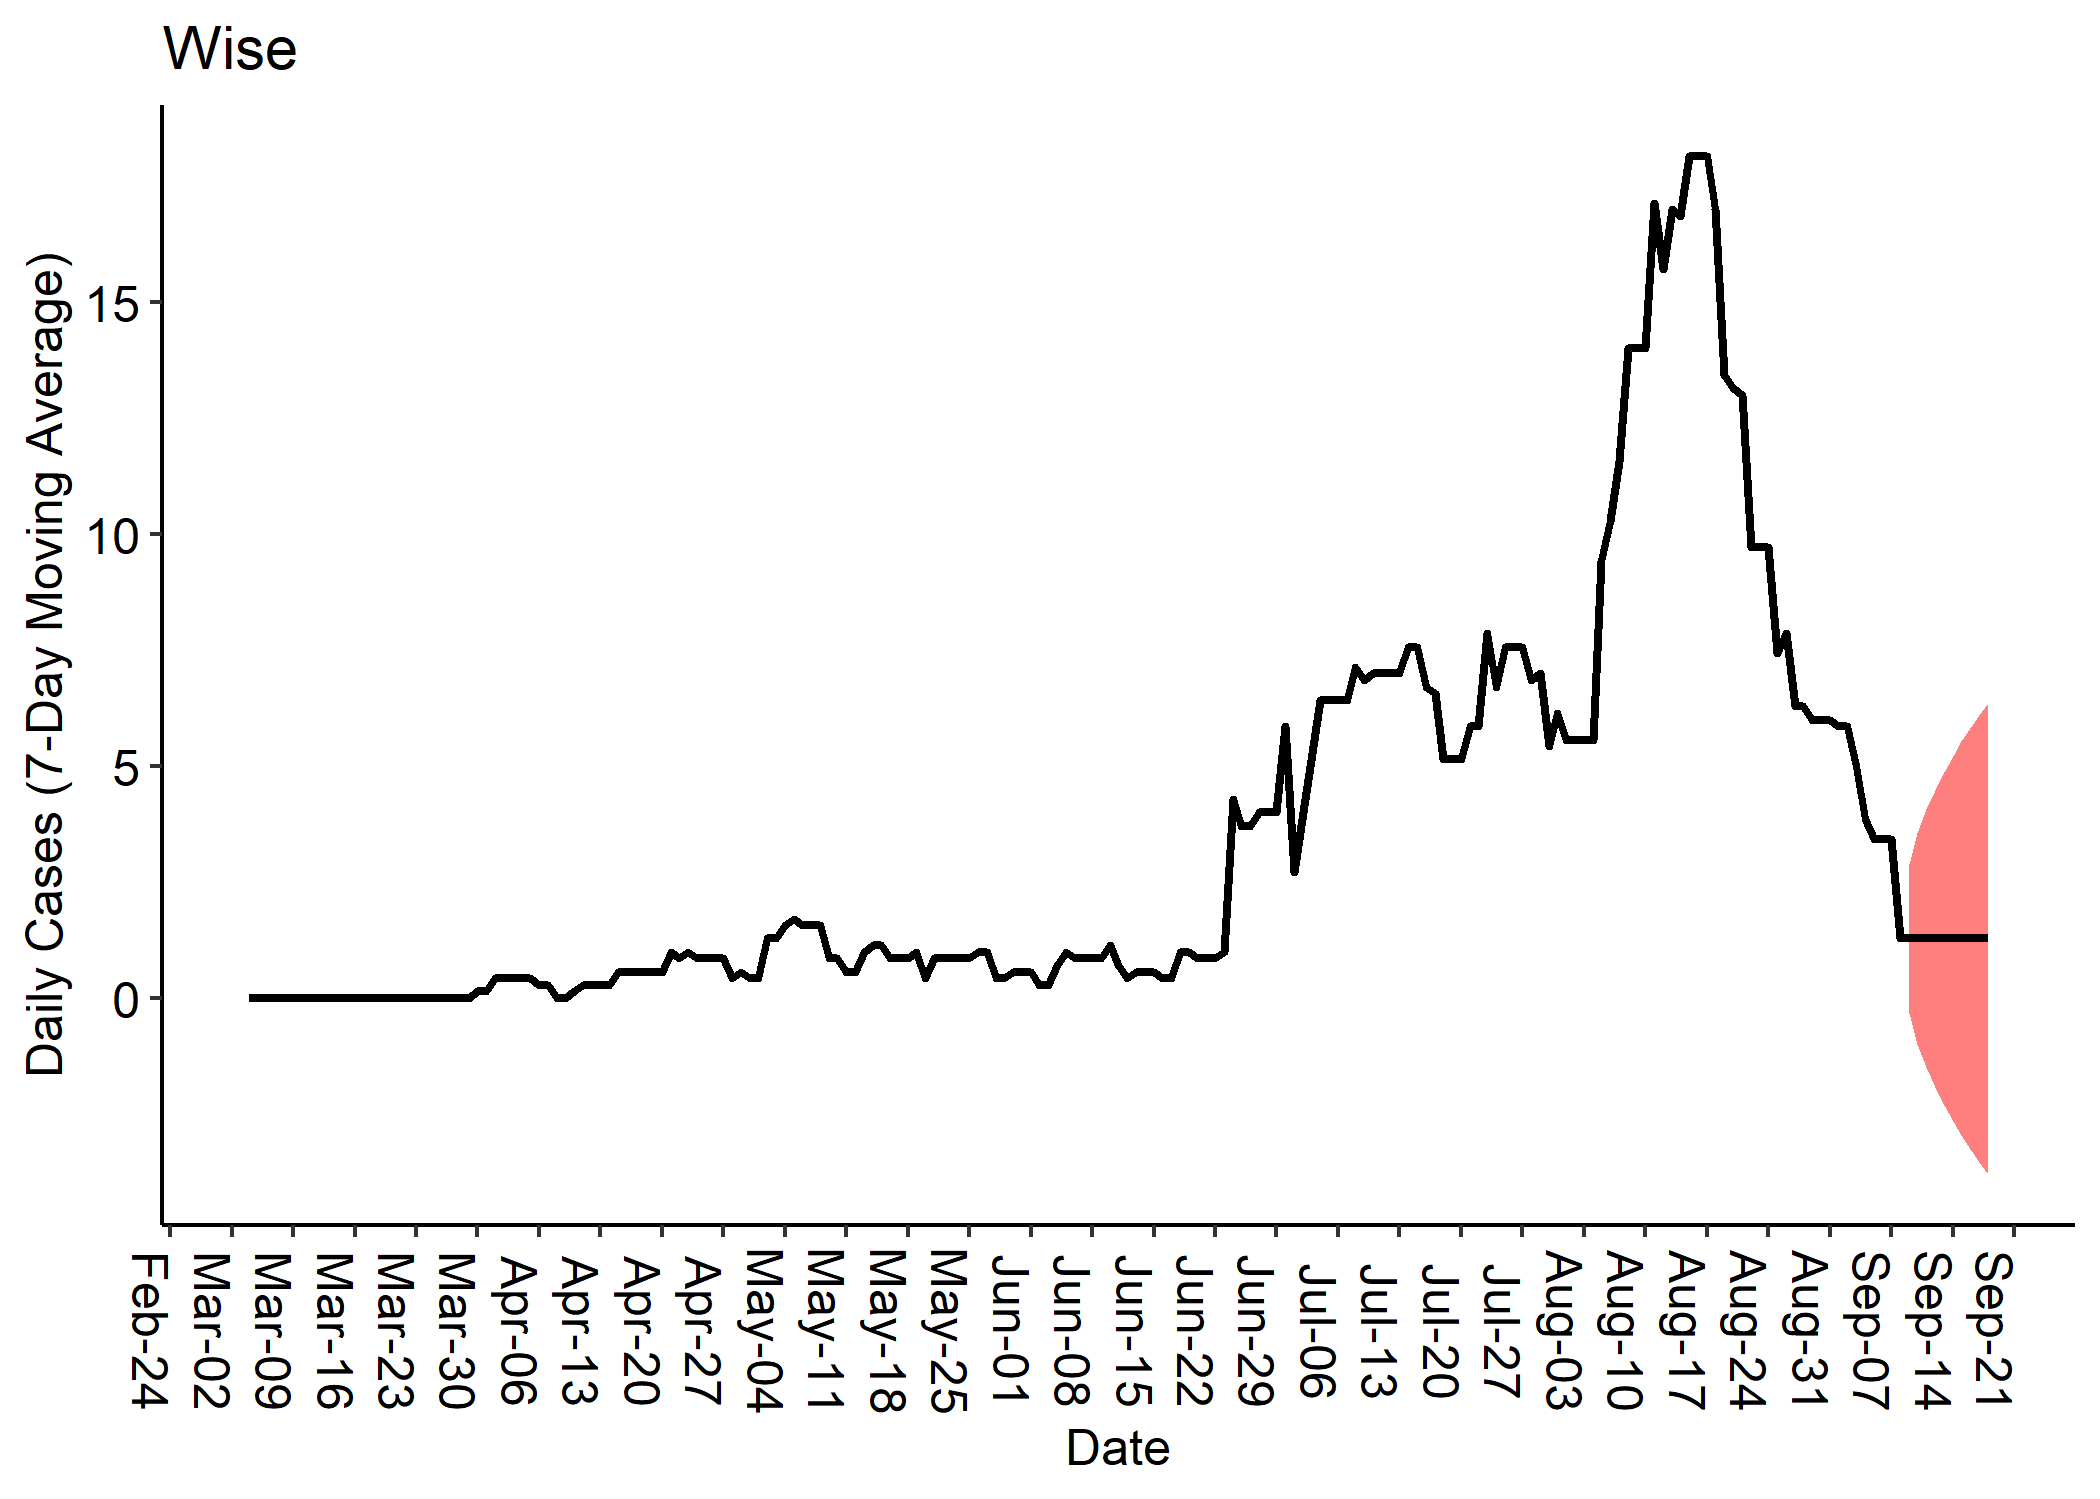 Wise
Daily Cases (7-Day Moving Average)
15
10
5
0
Feb-24
Mar-02
Mar-09
Mar-16
Mar-23
Mar-30
Apr-06
Apr-13
Apr-20
Apr-27
May-04
May-11
May-18
May-25
Jun-01
Jun-08
Jun-15
Jun-22
Jun-29
Jul-06
Jul-13
Jul-20
Jul-27
Aug-03
Aug-10
Aug-17
Aug-24
Aug-31
Sep-07
Sep-14
Sep-21
Date